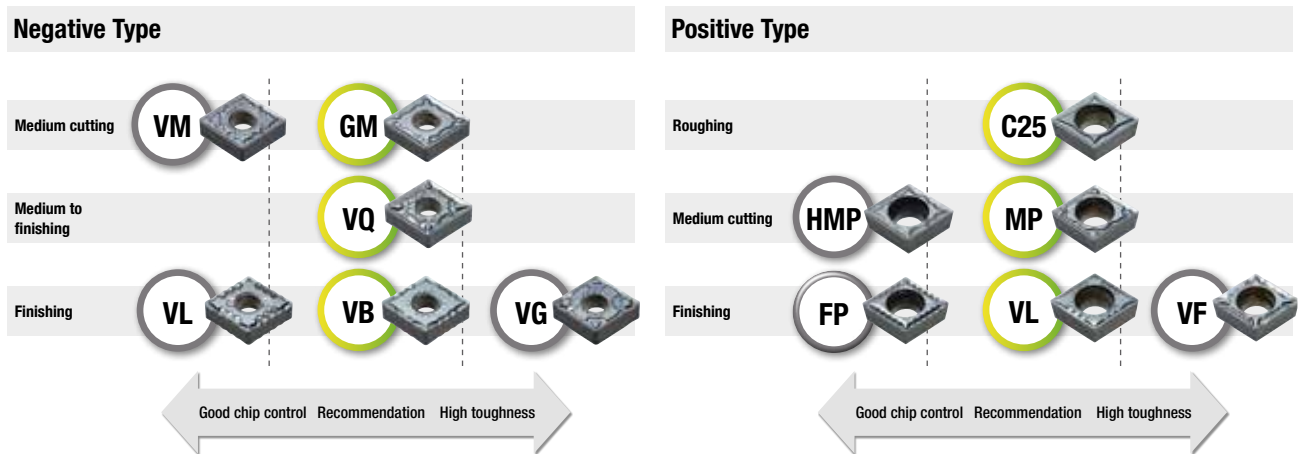 Negative Type
Medium cutting
VM
GM
Medium to
finishing
VQ
Finishing
VL
VB
VG
Good chip control
Recommendation
High toughness
Positive Type
Roughing
C25
Medium cutting
HMP
MP
Finishing
FP
VL
VF
Good chip control
Recommendation
High toughness